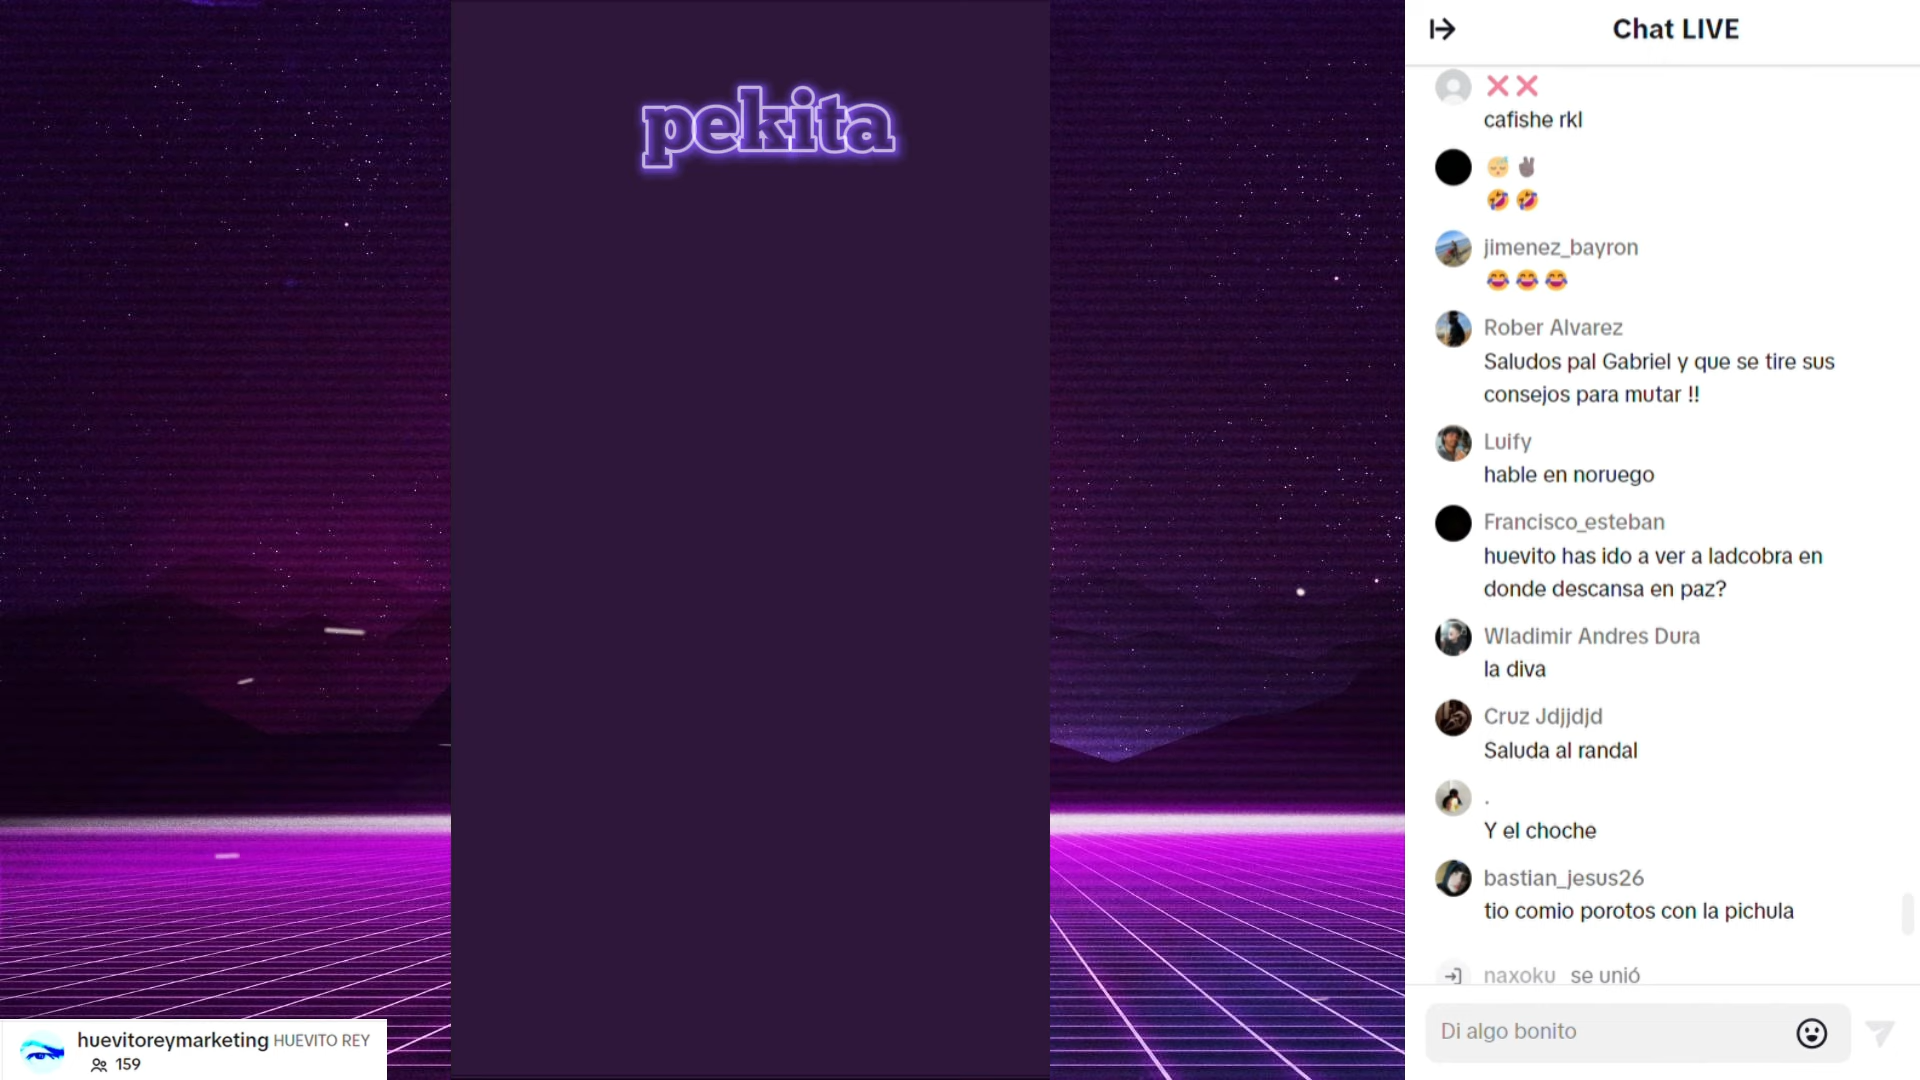 pekita
huevitoreymarketing HUEVITO REY
159
Chat LIVE
❌❌
cafishe rkl
😴✌🏿
🤣🤣
jimenez_bayron
😂😂😂
Rober Alvarez
Saludos pal Gabriel y que se tire sus
consejos para mutar !!
Luify
hable en noruego
Francisco_esteban
huevito has ido a ver a ladcobra en
donde descansa en paz?
Wladimir Andres Dura
la diva
Cruz Jdjjdjd
Saluda al randal
.
Y el choche
bastian_jesus26
tio comio porotos con la pichula
naxoku se unió
Di algo bonito